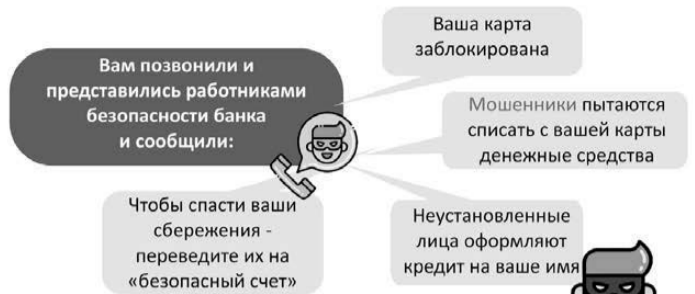 Вам позвонили и
представились работниками
безопасности банка
и сообщили:
Ваша карта
заблокирована
Мошенники пытаются
списать с вашей карты
денежные средства
Неустановленные
лица оформляют
кредит на ваше имя
Чтобы спасти ваши
сбережения -
переведите их на
«безопасный счет»